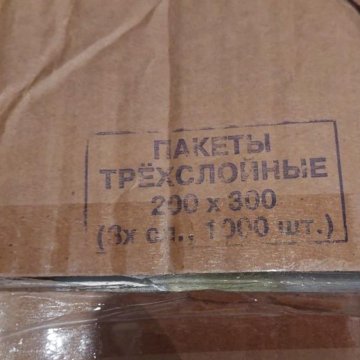 ПАКЕТЫ
ТРЁХСЛОЙНЫЕ
200 х 300
(3х сл., 1000 шт.)